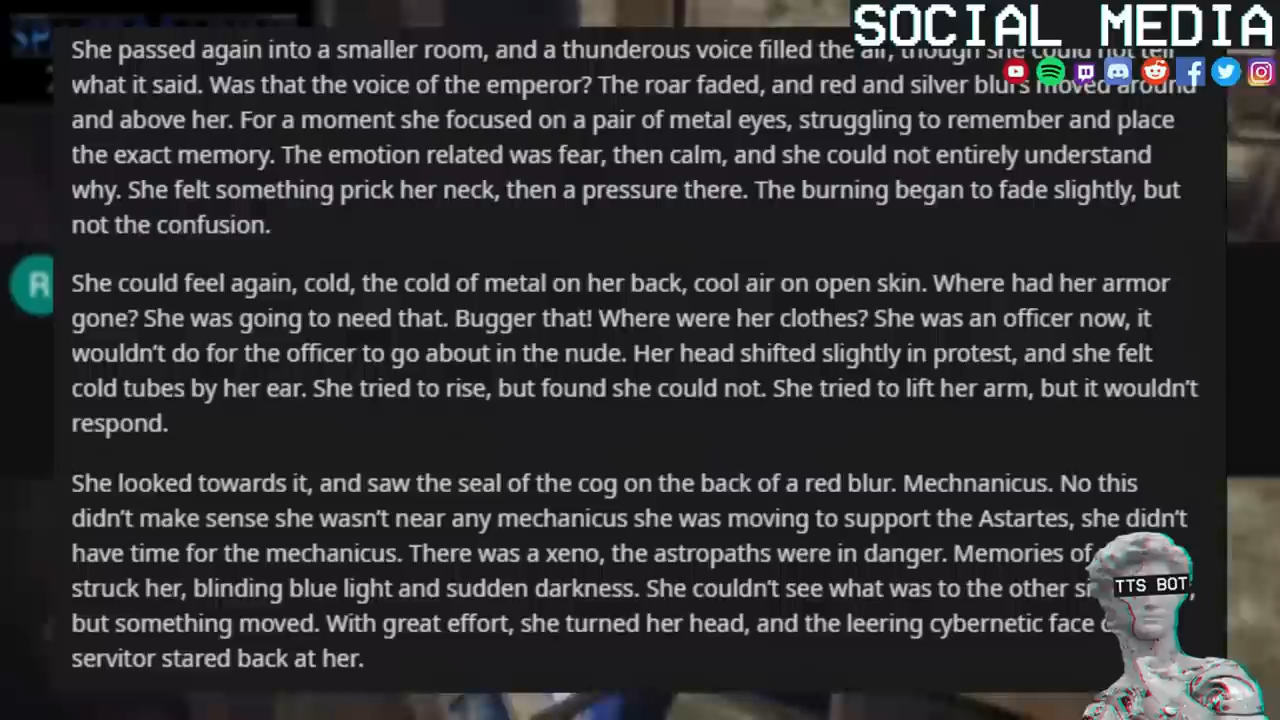 SOCIAL MEDIA
She passed again into a smaller room, and a thunderous voice filled the air, though she could not tell
what it said. Was that the voice of the emperor? The roar faded, and red and silver blurs moved around
and above her. For a moment she focused on a pair of metal eyes, struggling to remember and place
the exact memory. The emotion related was fear, then calm, and she could not entirely understand
why. She felt something prick her neck, then a pressure there. The burning began to fade slightly, but
not the confusion.
R
She could feel again, cold, the cold of metal on her back, cool air on open skin. Where had her armor
gone? She was going to need that. Bugger that! Where were her clothes? She was an officer now, it
wouldn't do for the officer to go about in the nude. Her head shifted slightly in protest, and she felt
cold tubes by her ear. She tried to rise, but found she could not. She tried to lift her arm, but it wouldn't
respond.
She looked towards it, and saw the seal of the cog on the back of a red blur. Mechnanicus. No this
didn't make sense she wasn't near any mechanicus she was moving to support the Astartes, she didn't
have time for the mechanicus. There was a xeno, the astropaths were in danger. Memories of
struck her, blinding blue light and sudden darkness. She couldn't see what was to the other
but something moved. With great effort, she turned her head, and the leering cybernetic face
servitor stared back at her.
TTS BOT